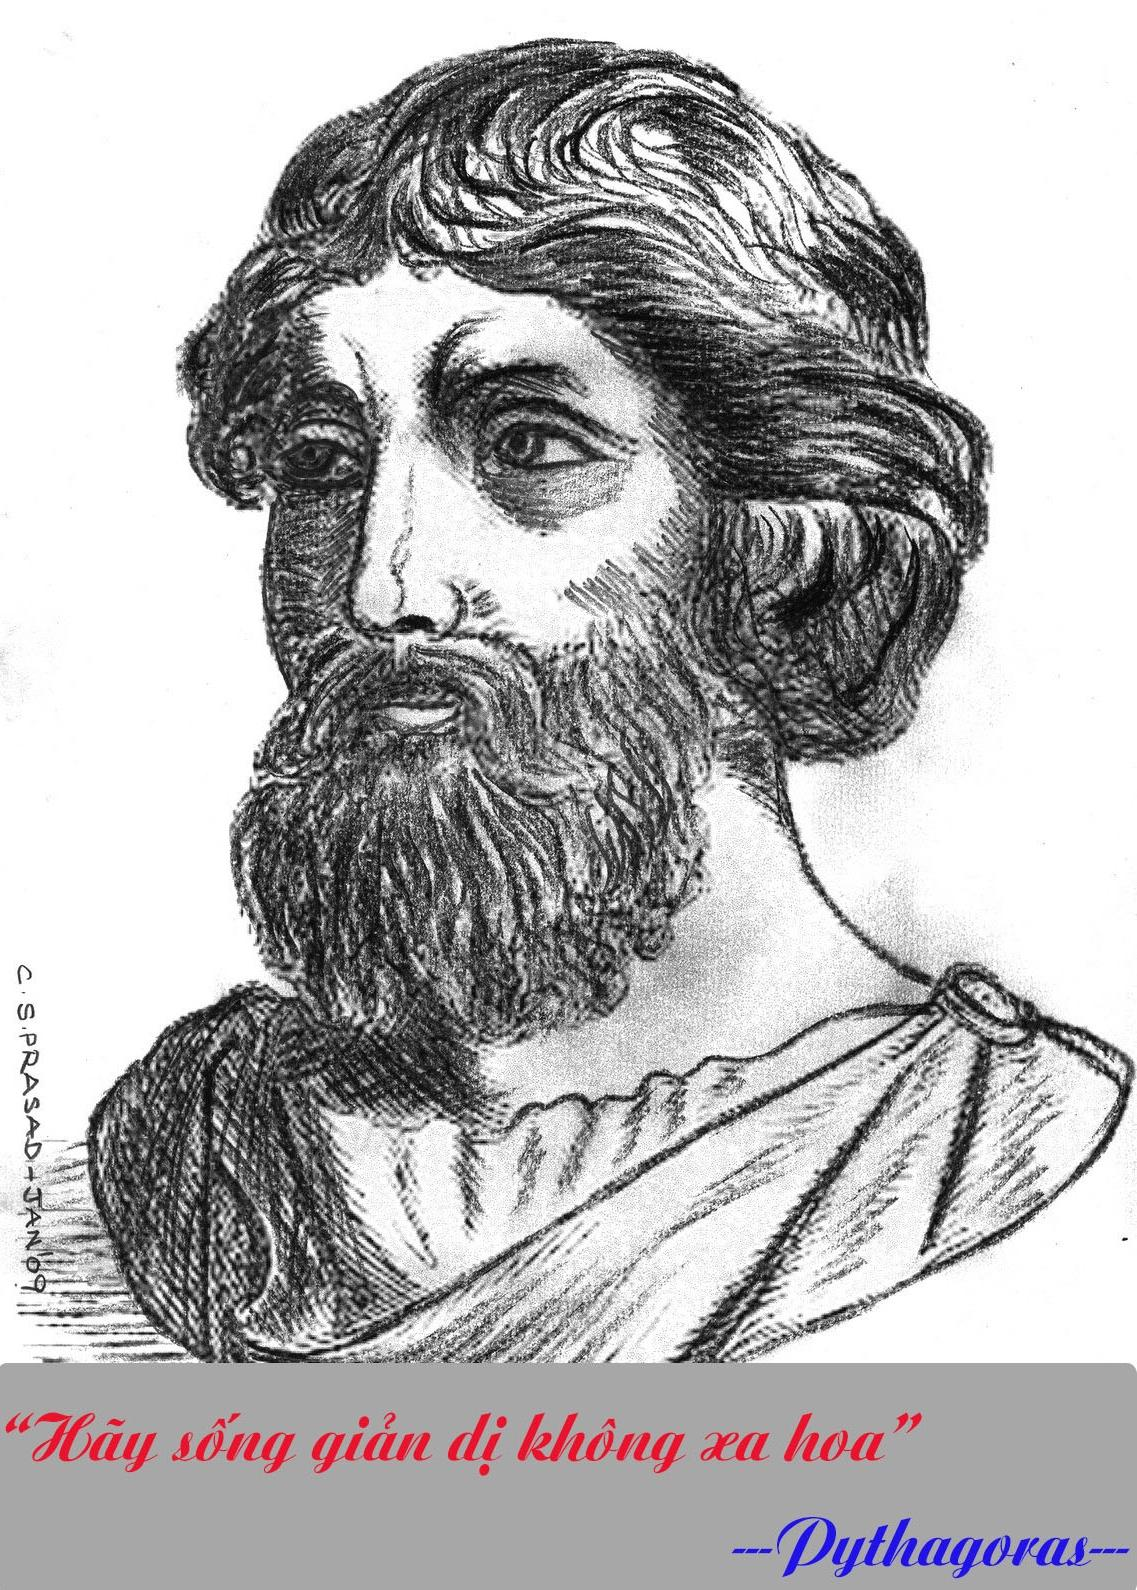 C.S.PRASAD-JAN'09
“Hãy sống giản dị không xa hoa”
---Pythagoras---